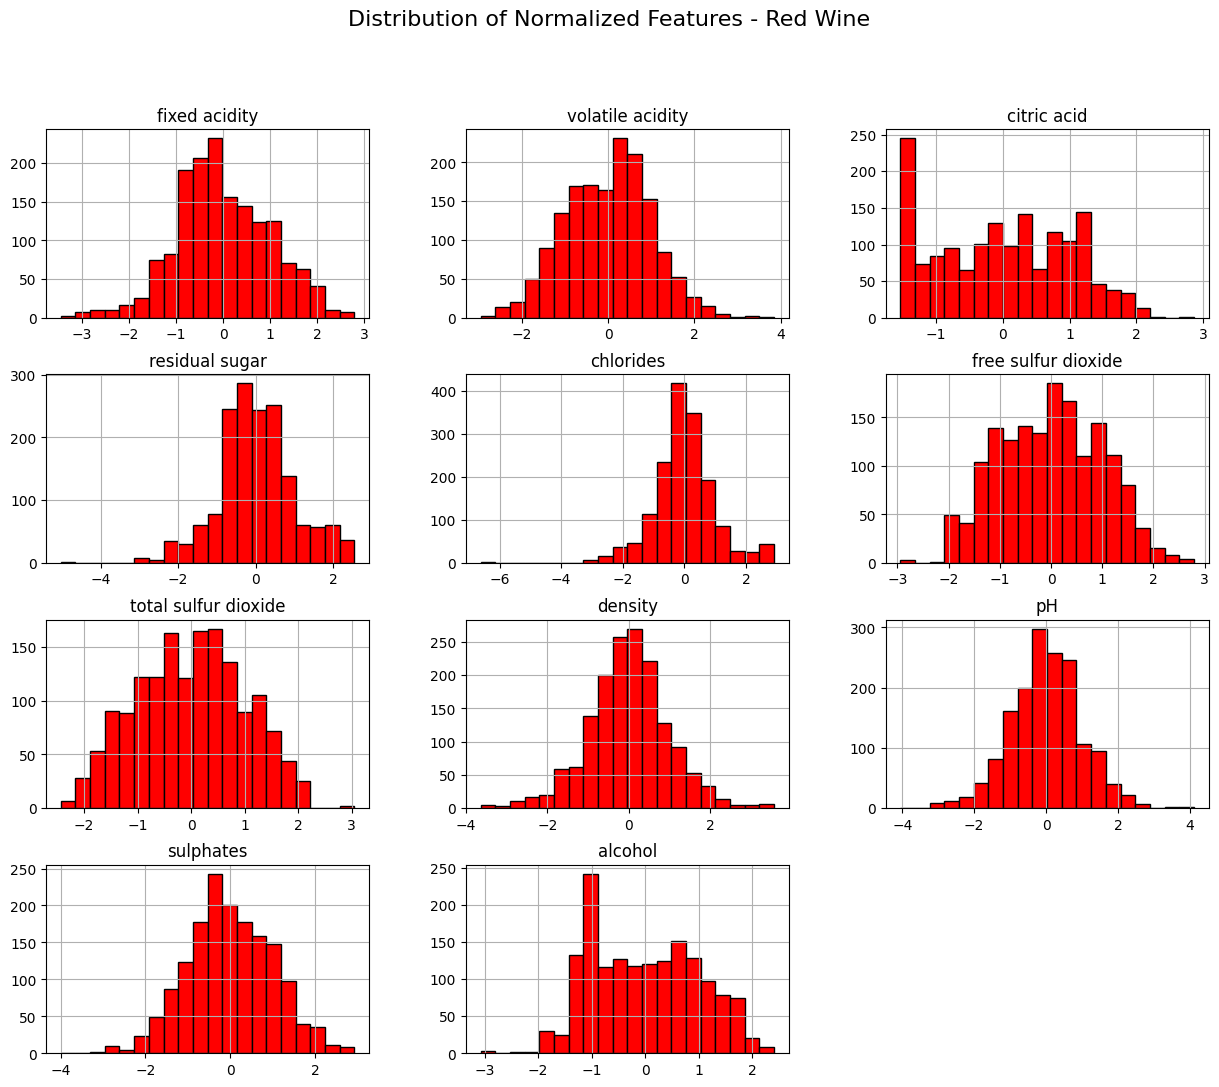 Distribution of Normalized Features - Red Wine
fixed acidity
200
150
100
50
0
−3 −2 −1 0 1 2 3
volatile acidity
200
150
100
50
0
−2 0 2 4
citric acid
250
200
150
100
50
0
−1 0 1 2 3
residual sugar
300
200
100
0
−4 −2 0 2
chlorides
400
300
200
100
0
−6 −4 −2 0 2
free sulfur dioxide
150
100
50
0
−3 −2 −1 0 1 2 3
total sulfur dioxide
150
100
50
0
−2 −1 0 1 2 3
density
250
200
150
100
50
0
−4 −2 0 2
pH
300
200
100
0
−4 −2 0 2 4
sulphates
250
200
150
100
50
0
−4 −2 0 2
alcohol
250
200
150
100
50
0
−3 −2 −1 0 1 2